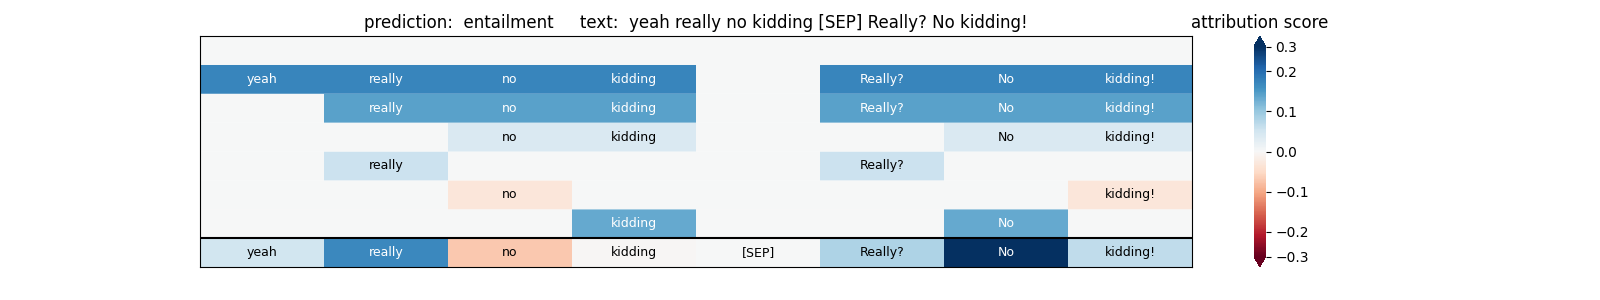 prediction:  entailment     text:  yeah really no kidding [SEP] Really? No kidding!
attribution score
yeah really no kidding Really? No kidding!
really no kidding Really? No kidding!
no kidding No kidding!
really Really?
no kidding!
kidding No
yeah really no kidding [SEP] Really? No kidding!
0.3
0.2
0.1
0.0
−0.1
−0.2
−0.3